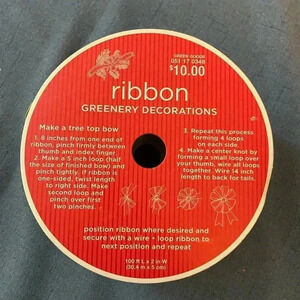 GREEN GOODS
051 17 0348
$10.00
ribbon
GREENERY DECORATIONS
Make a tree top bow
1. 8 inches from one end of
ribbon, pinch firmly between
thumb and index finger.
2. Make a 5 inch loop (half
the size of finished bow) and
pinch tightly. If ribbon is
one-sided, twist length
to right side. Make
second loop and
pinch over first
two pinches.
3. Repeat this process
forming 4 loops
on each side.
4. Make a center knot by
forming a small loop over
your thumb, wire all loops
together. Wire 14 inch
length to back for tails.
position ribbon where desired and
secure with a wire • loop ribbon to
next position and repeat
100 ft L x 2 in W
(30,4 m x 5 cm)